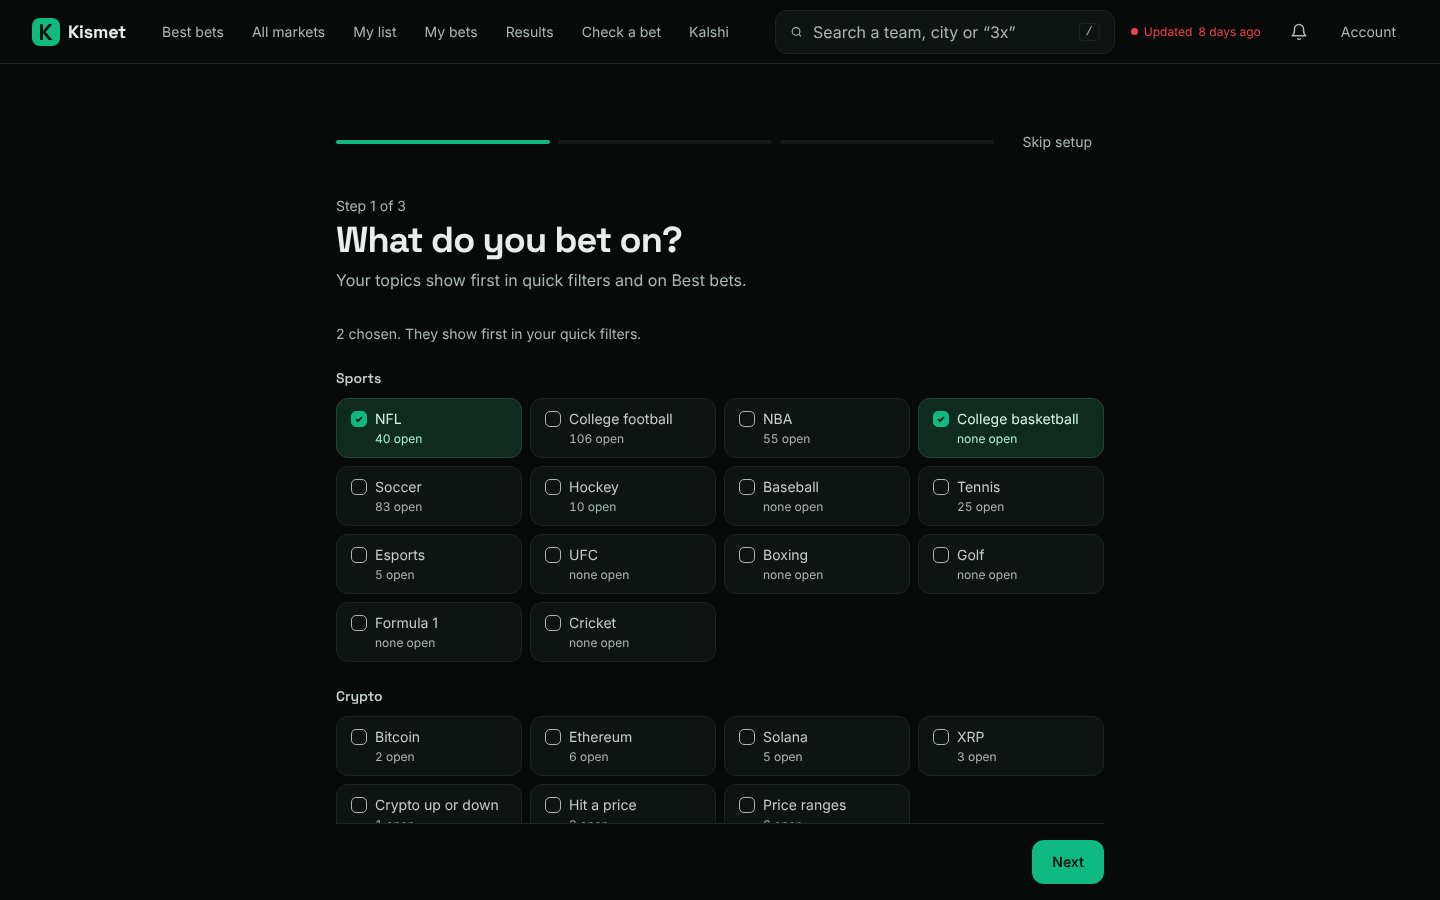 K Kismet Best bets All markets My list My bets Results Check a bet Kalshi Search a team, city or “3x” / Updated 8 days ago Account
Skip setup
Step 1 of 3
What do you bet on?
Your topics show first in quick filters and on Best bets.
2 chosen. They show first in your quick filters.
Sports
NFL College football NBA College basketball
40 open 106 open 55 open none open
Soccer Hockey Baseball Tennis
83 open 10 open none open 25 open
Esports UFC Boxing Golf
5 open none open none open none open
Formula 1 Cricket
none open none open
Crypto
Bitcoin Ethereum Solana XRP
2 open 6 open 5 open 3 open
Crypto up or down Hit a price Price ranges
Next